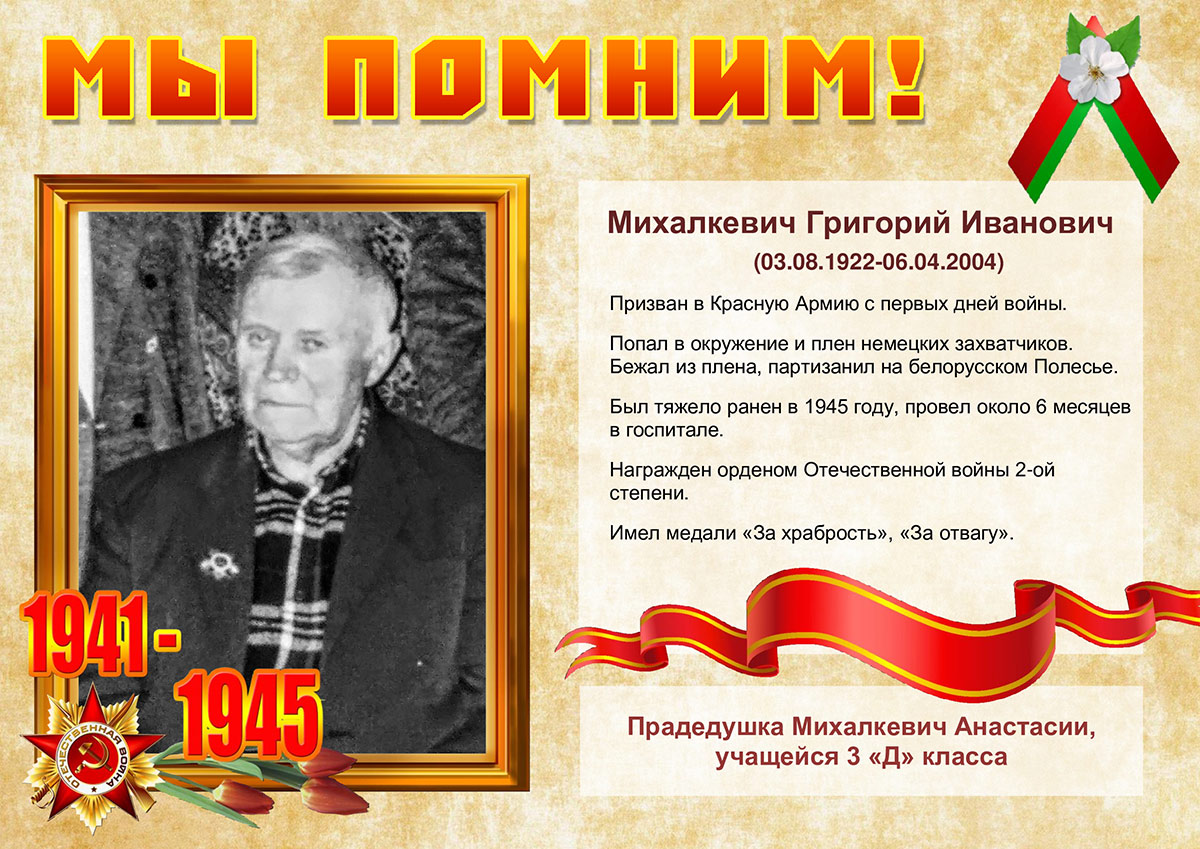 МЫ ПОМНИМ!
Михалкевич Григорий Иванович
(03.08.1922-06.04.2004)
Призван в Красную Армию с первых дней войны.
Попал в окружение и плен немецких захватчиков.
Бежал из плена, партизанил на белорусском Полесье.
Был тяжело ранен в 1945 году, провел около 6 месяцев
в госпитале.
Награжден орденом Отечественной войны 2-ой
степени.
Имел медали «За храбрость», «За отвагу».
1941-
1945
ОТЕЧЕСТВЕННАЯ ВОЙНА
Прадедушка Михалкевич Анастасии,
учащейся 3 «Д» класса